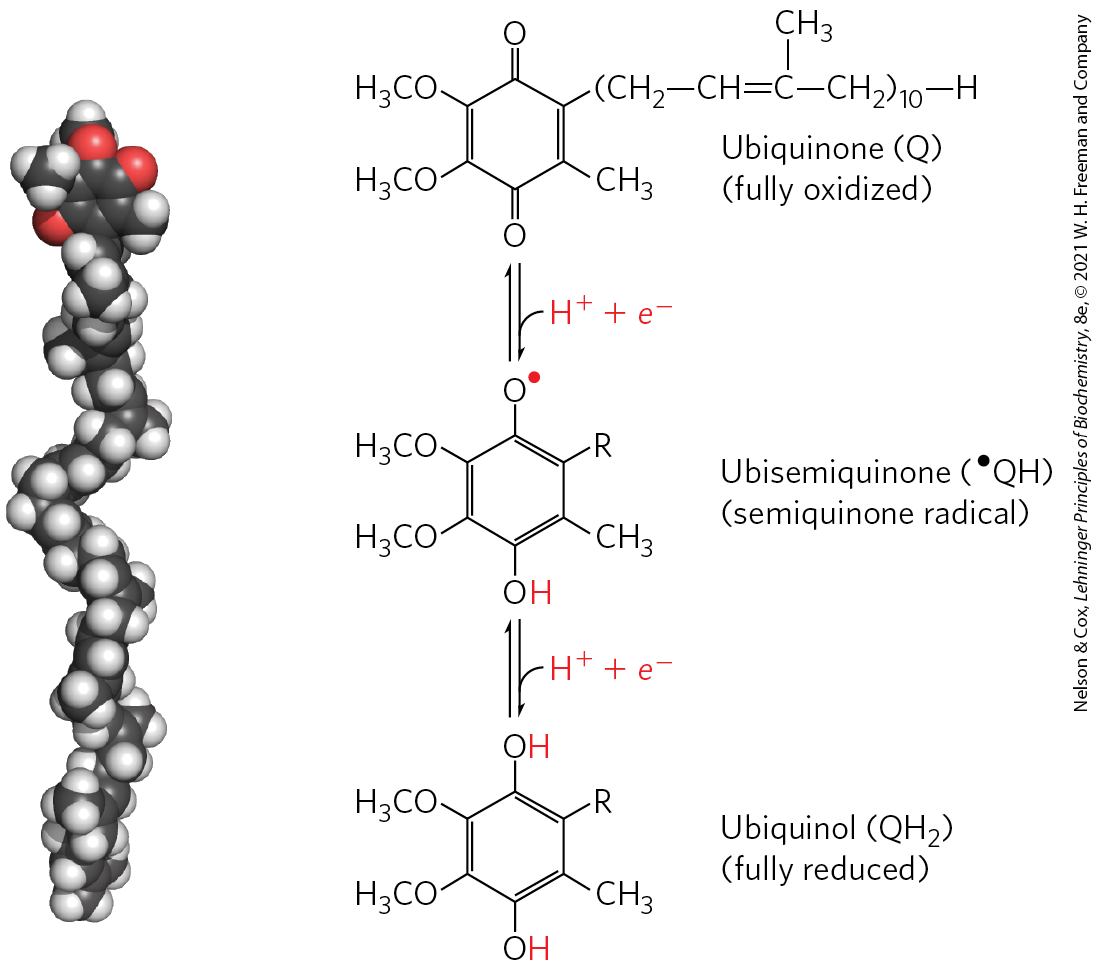 O
CH₃
H₃CO
(CH₂—CH=C—CH₂)₁₀—H
H₃CO
CH₃
O
Ubiquinone (Q)
(fully oxidized)
H⁺ + e⁻
O•
H₃CO
R
H₃CO
CH₃
OH
Ubisemiquinone (•QH)
(semiquinone radical)
H⁺ + e⁻
OH
H₃CO
R
H₃CO
CH₃
OH
Ubiquinol (QH₂)
(fully reduced)
Nelson & Cox, Lehninger Principles of Biochemistry, 8e, © 2021 W. H. Freeman and Company